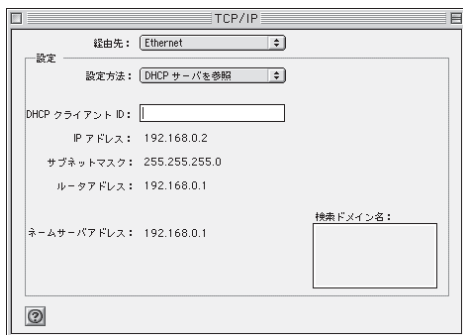 TCP/IP
経由先： Ethernet
設定
設定方法： DHCP サーバを参照
DHCP クライアント ID：
IP アドレス： 192.168.0.2
サブネットマスク： 255.255.255.0
ルータアドレス： 192.168.0.1
検索ドメイン名：
ネームサーバアドレス： 192.168.0.1
?